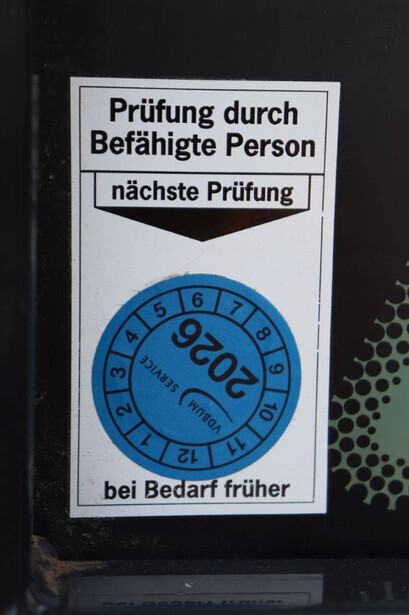 Prüfung durch
Befähigte Person
nächste Prüfung
1 2 3 4 5 6 7 8 9 10 11 12
2026
VDBUM SERVICE
bei Bedarf früher